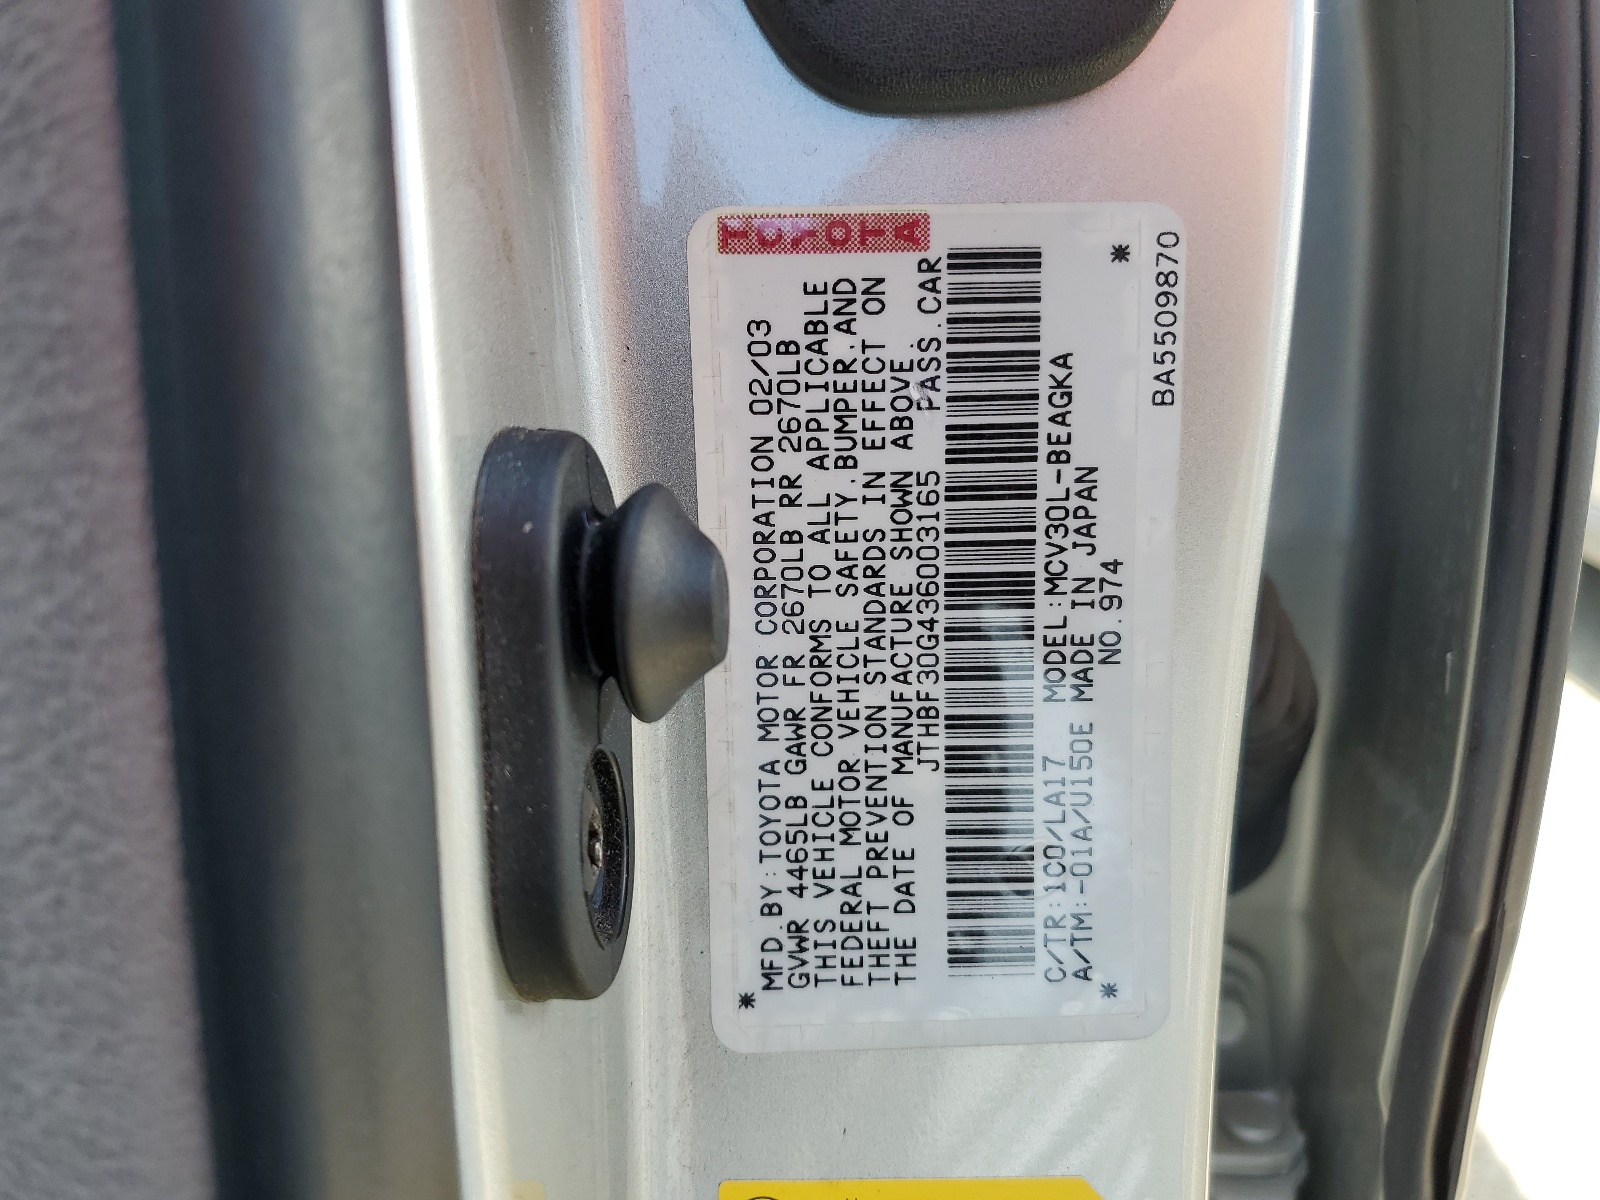 TOYOTA
MFD.BY:TOYOTA MOTOR CORPORATION 02/03
GVWR 4465LB GAWR FR 2670LB RR 2670LB
THIS VEHICLE CONFORMS TO ALL APPLICABLE
FEDERAL MOTOR VEHICLE SAFETY,BUMPER,AND
THEFT PREVENTION STANDARDS IN EFFECT ON
THE DATE OF MANUFACTURE SHOWN ABOVE.
JTHBF30G436003165 PASS.CAR
C/TR:1C0/LA17 MODEL:MCV30L-BEAGKA
A/TM:-01A/U150E MADE IN JAPAN
NO.974
BA5509870